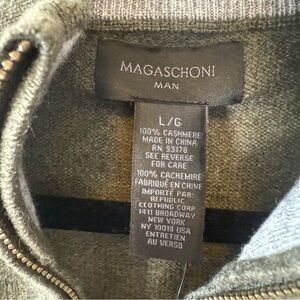 MAGASCHONI
MAN
L/G
100% CASHMERE
MADE IN CHINA
RN 93178
SEE REVERSE
FOR CARE
100% CACHEMIRE
FABRIQUÉ EN CHINE
IMPORTÉ PAR:
REPUBLIC
CLOTHING CORP.
1411 BROADWAY
NEW YORK
NY 10018 USA
ENTRETIEN
AU VERSO